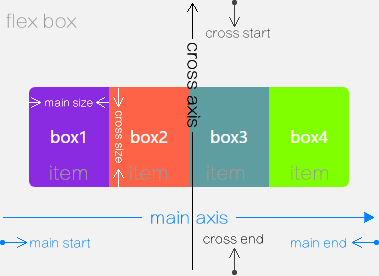 flex box
cross start
cross axis
main size
cross size
box1
box2
box3
box4
item
item
item
item
main axis
main start
cross end
main end